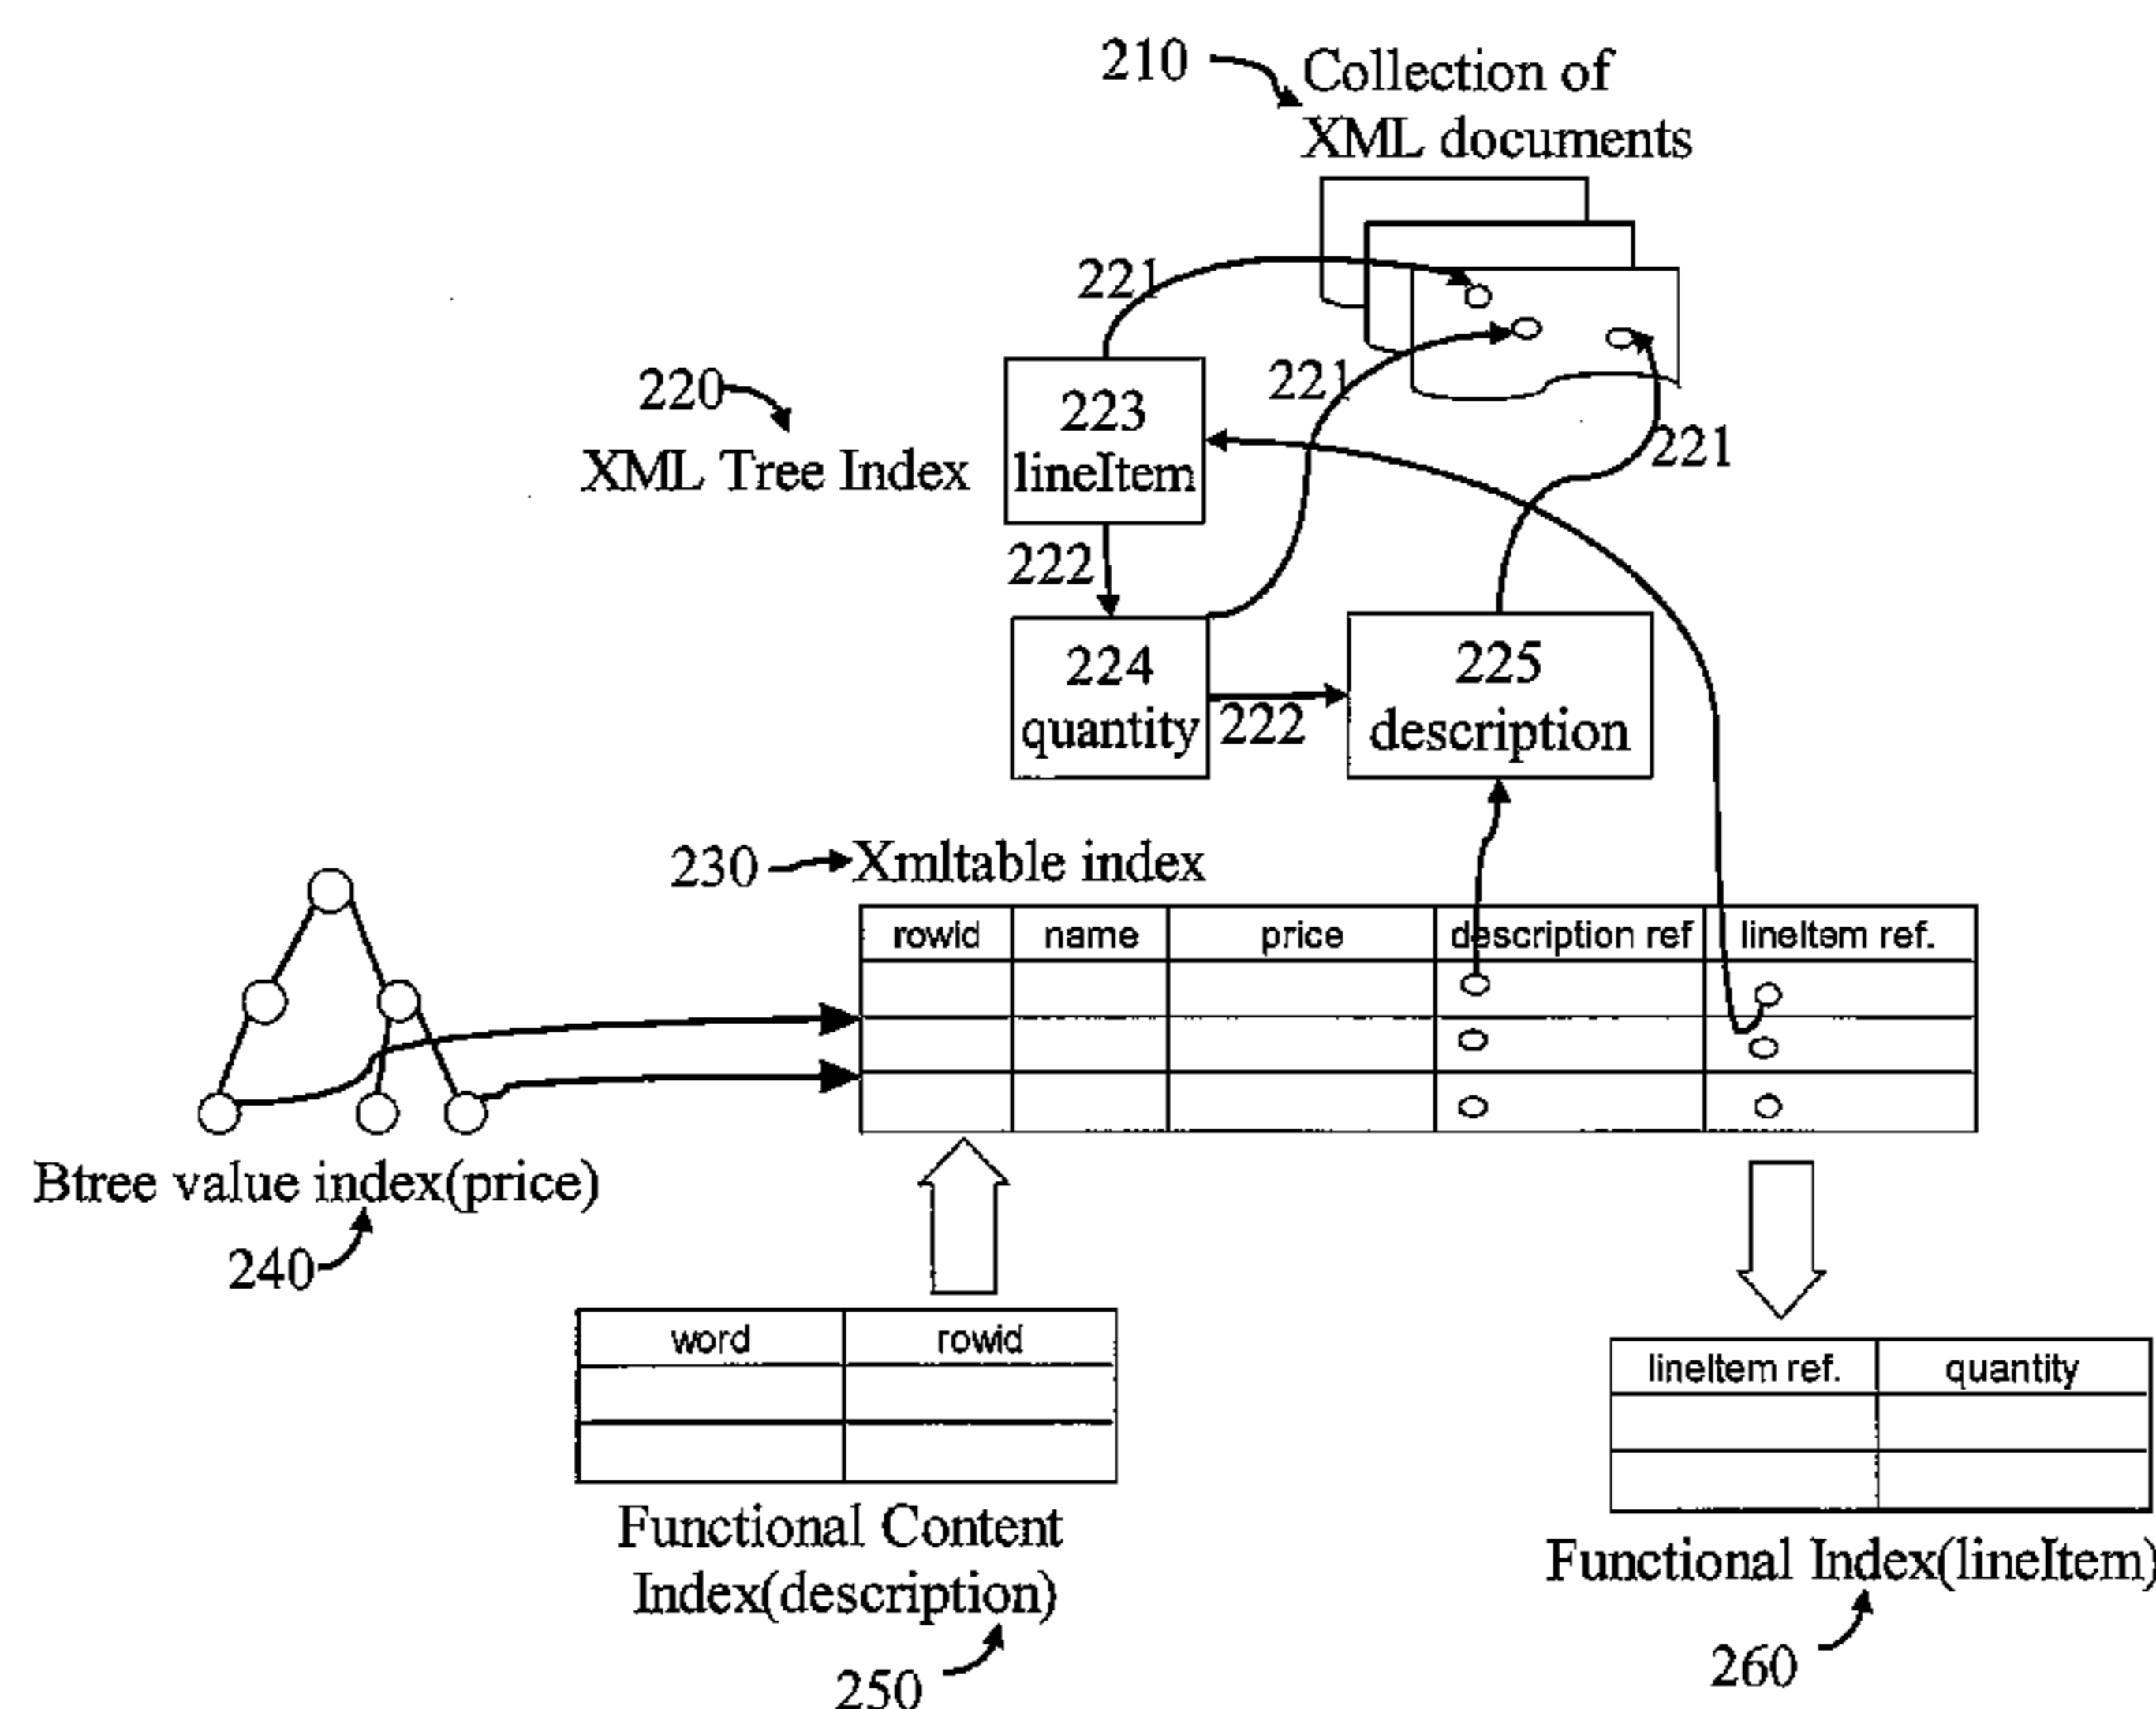 210
Collection of
XML documents
221
221
221
220
XML Tree Index
223
lineItem
222
224
quantity
222
225
description
230
Xmltable index
rowid name price description ref lineItem ref.
Btree value index(price)
240
word rowid
lineItem ref. quantity
Functional Content
Index(description)
250
Functional Index(lineItem)
260